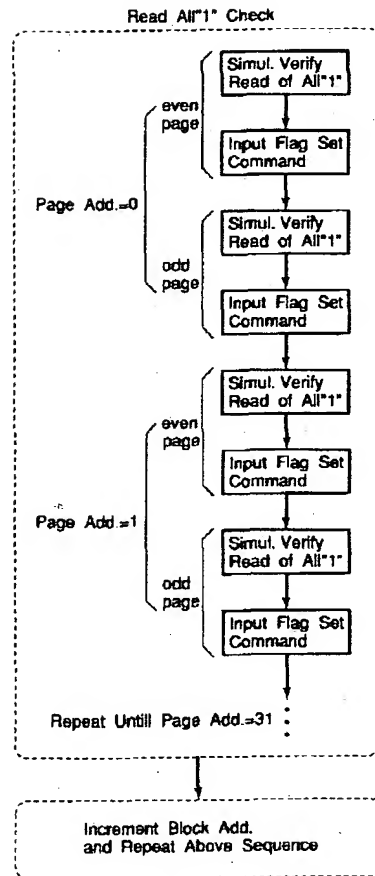 Read All"1" Check
Simul. Verify
Read of All"1"
even
page
Input Flag Set
Command
Page Add.=0
Simul. Verify
Read of All"1"
odd
page
Input Flag Set
Command
Simul. Verify
Read of All"1"
even
page
Input Flag Set
Command
Page Add.=1
Simul. Verify
Read of All"1"
odd
page
Input Flag Set
Command
Repeat Untill Page Add.=31
Increment Block Add.
and Repeat Above Sequence